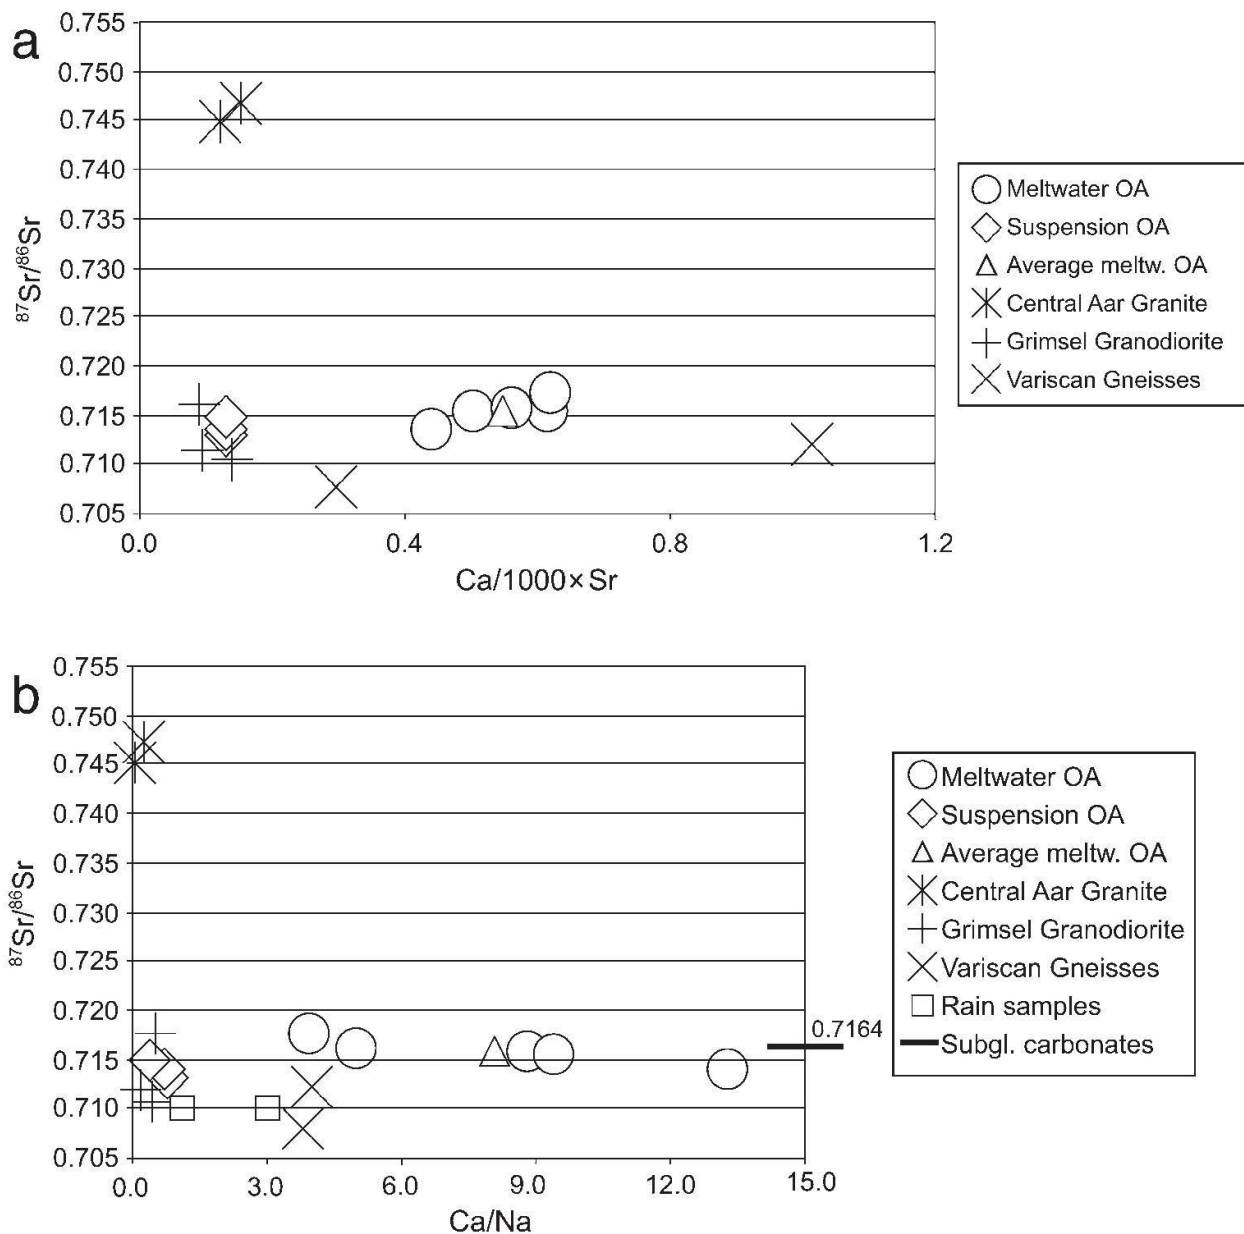 a
0.755
0.750
0.745
0.740
0.735
0.730
0.725
0.720
0.715
0.710
0.705
⁸⁷Sr/⁸⁶Sr
0.0 0.4 0.8 1.2
Ca/1000×Sr
Meltwater OA
Suspension OA
Average meltw. OA
Central Aar Granite
Grimsel Granodiorite
Variscan Gneisses
b
0.755
0.750
0.745
0.740
0.735
0.730
0.725
0.720
0.715
0.710
0.705
⁸⁷Sr/⁸⁶Sr
0.7164
0.0 3.0 6.0 9.0 12.0 15.0
Ca/Na
Meltwater OA
Suspension OA
Average meltw. OA
Central Aar Granite
Grimsel Granodiorite
Variscan Gneisses
Rain samples
Subgl. carbonates